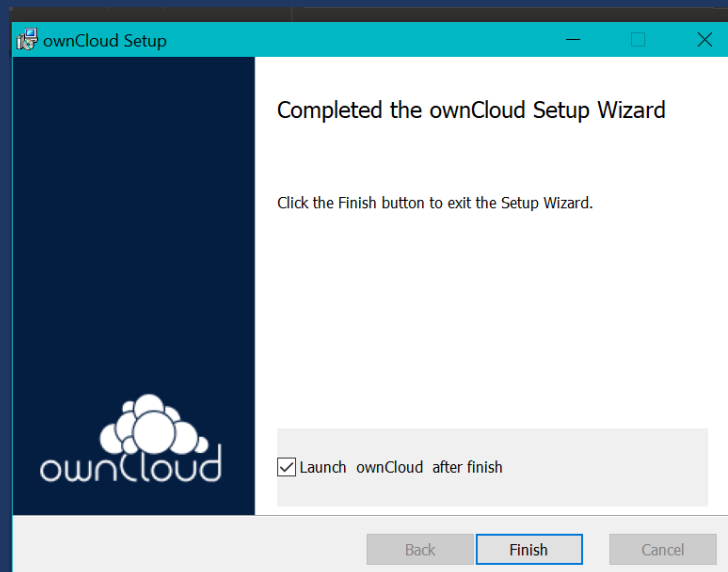 ownCloud Setup
Completed the ownCloud Setup Wizard
Click the Finish button to exit the Setup Wizard.
ownCloud
Launch ownCloud after finish
Back
Finish
Cancel